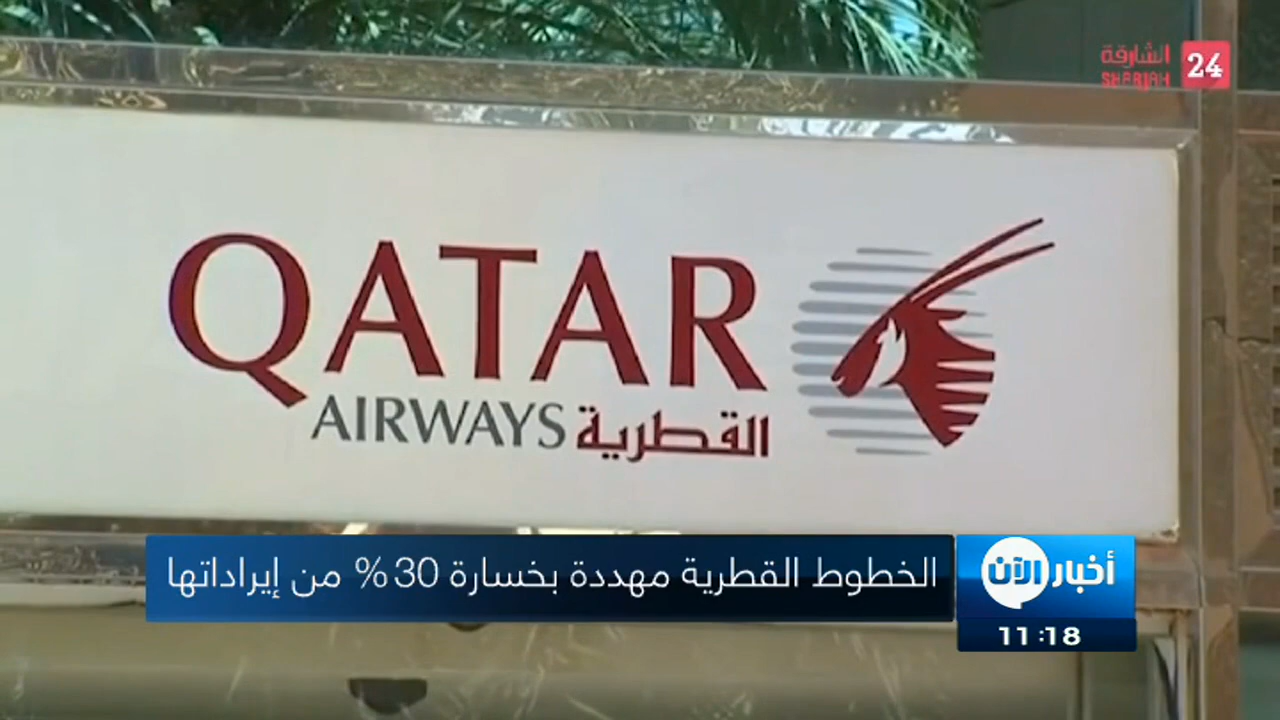 الشارقة 24
SHARJAH
QATAR
AIRWAYS القطرية
الخطوط القطرية مهددة بخسارة 30% من إيراداتها
أخبار الآن
11:18